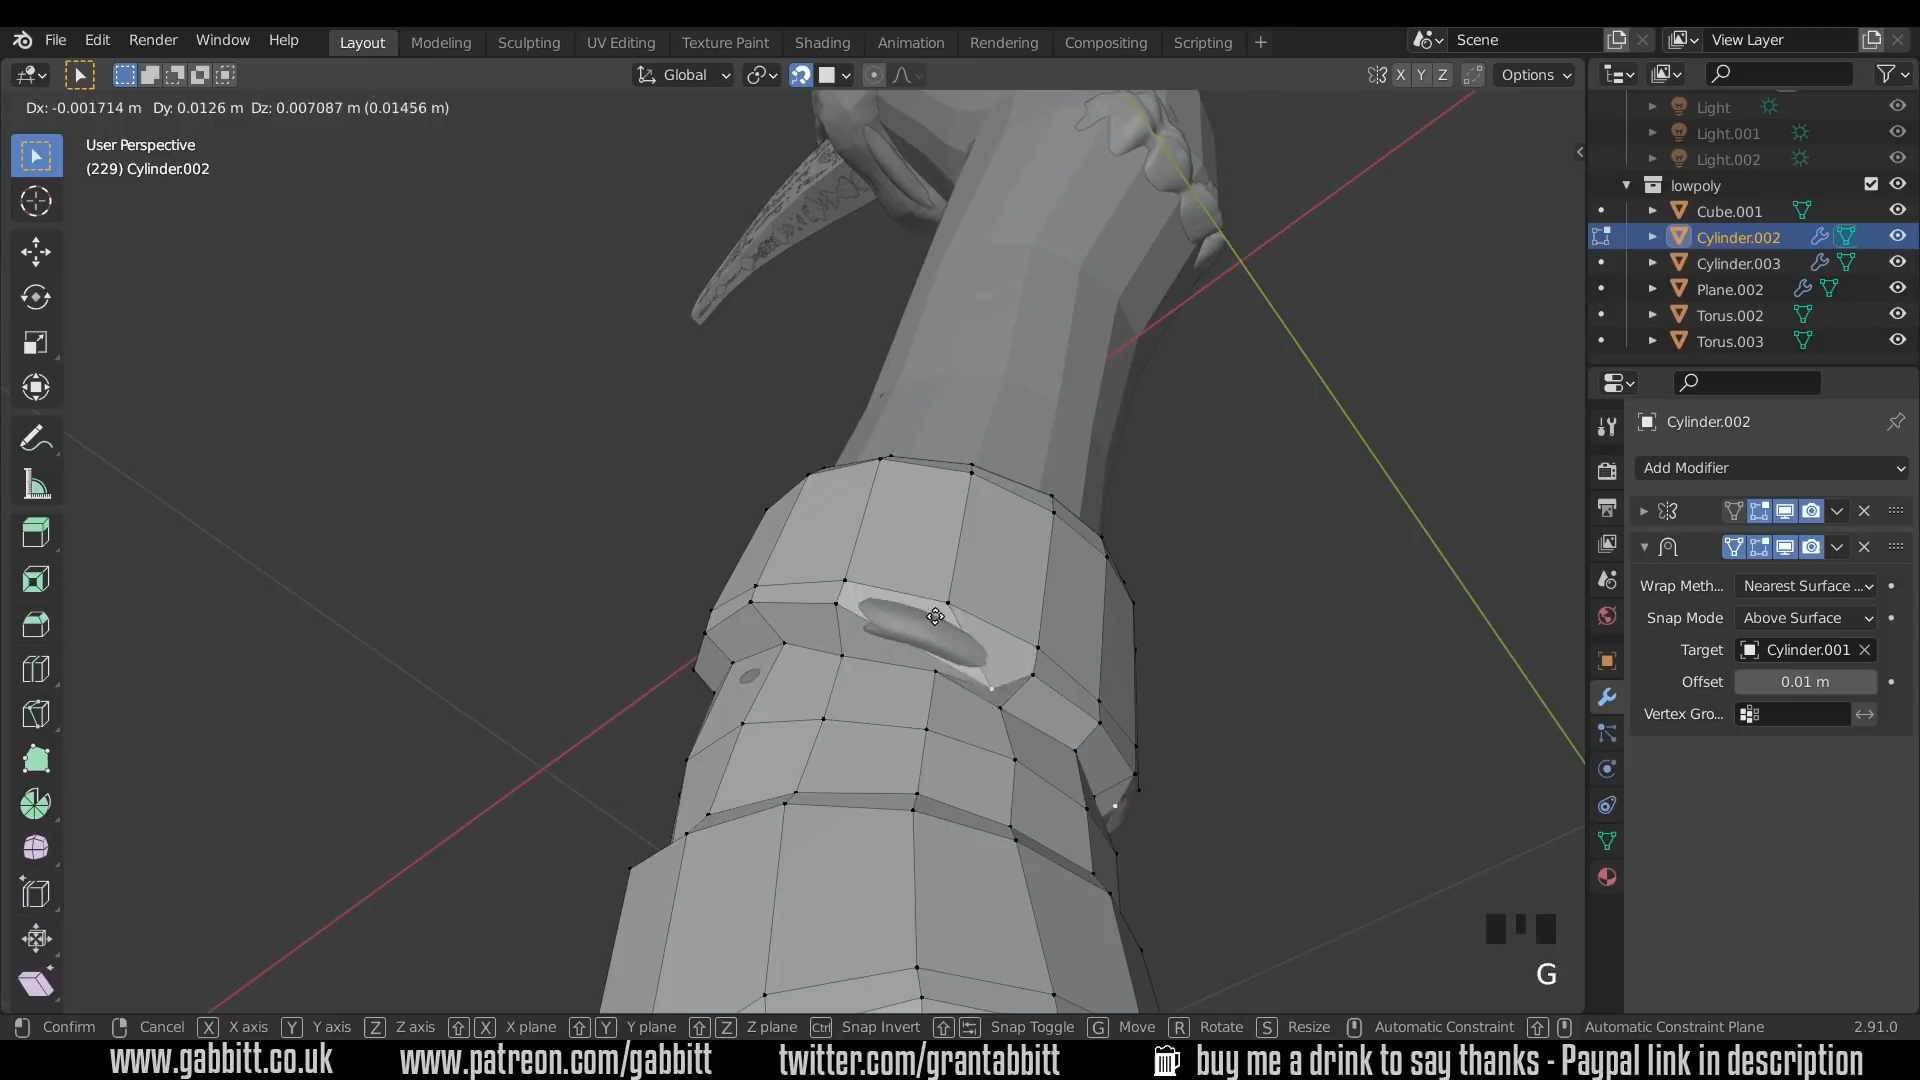 File Edit Render Window Help Layout Modeling Sculpting UV Editing Texture Paint Shading Animation Rendering Compositing Scripting Scene View Layer
Global X Y Z Options
Dx: -0.001714 m Dy: 0.0126 m Dz: 0.007087 m (0.01456 m)
User Perspective
(229) Cylinder.002
Light
Light.001
Light.002
lowpoly
Cube.001
Cylinder.002
Cylinder.003
Plane.002
Torus.002
Torus.003
Cylinder.002
Add Modifier
Wrap Meth... Nearest Surface ...
Snap Mode Above Surface
Target Cylinder.001
Offset 0.01 m
Vertex Gro...
G
Confirm Cancel X X axis Y Y axis Z Z axis X X plane Y Y plane Z Z plane Ctrl Snap Invert Snap Toggle G Move R Rotate S Resize Automatic Constraint Automatic Constraint Plane 2.91.0
www.gabbitt.co.uk www.patreon.com/gabbitt twitter.com/grantabbitt buy me a drink to say thanks - Paypal link in description